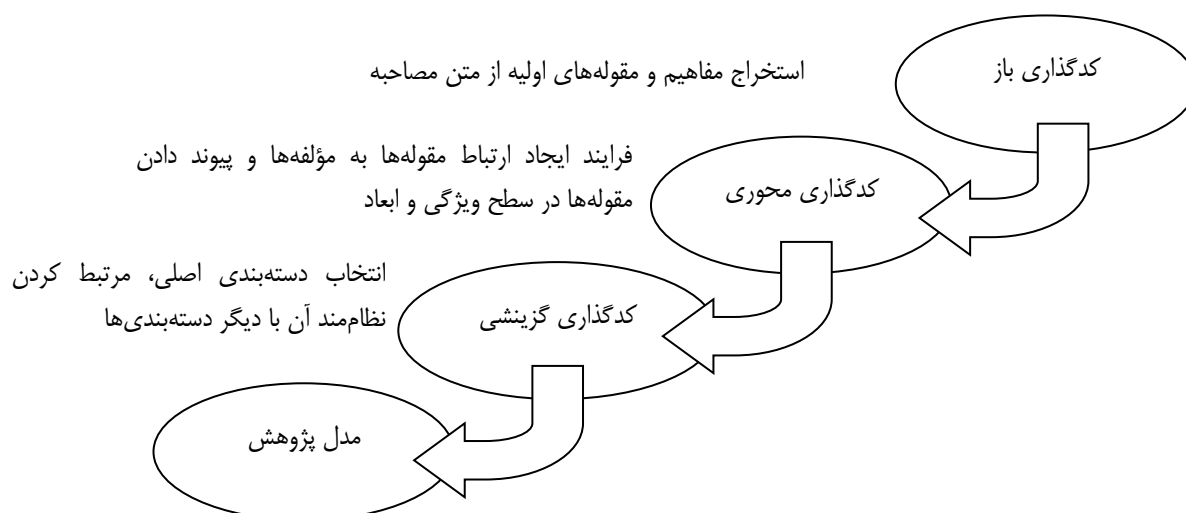 کدگذاری باز
استخراج مفاهیم و مقوله‌های اولیه از متن مصاحبه
کدگذاری محوری
فرایند ایجاد ارتباط مقوله‌ها به مؤلفه‌ها و پیوند دادن
مقوله‌ها در سطح ویژگی و ابعاد
کدگذاری گزینشی
انتخاب دسته‌بندی اصلی، مرتبط کردن
نظام‌مند آن با دیگر دسته‌بندی‌ها
مدل پژوهش